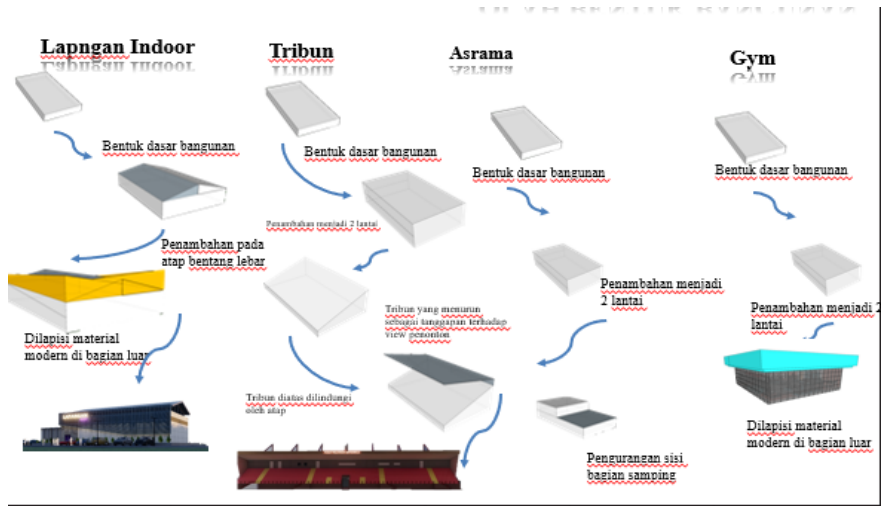 Lapngan Indoor
Bentuk dasar bangunan
Penambahan pada
atap bentang lebar
Dilapisi material
modern di bagian luar
Tribun
Bentuk dasar bangunan
Penambahan menjadi 2 lantai
Tribun yang menurun
sebagai tanggapan terhadap
view penonton
Tribun diatas dilindungi
oleh atap
Asrama
Bentuk dasar bangunan
Penambahan menjadi
2 lantai
Pengurangan sisi
bagian samping
Gym
Bentuk dasar bangunan
Penambahan menjadi 2
lantai
Dilapisi material
modern di bagian luar